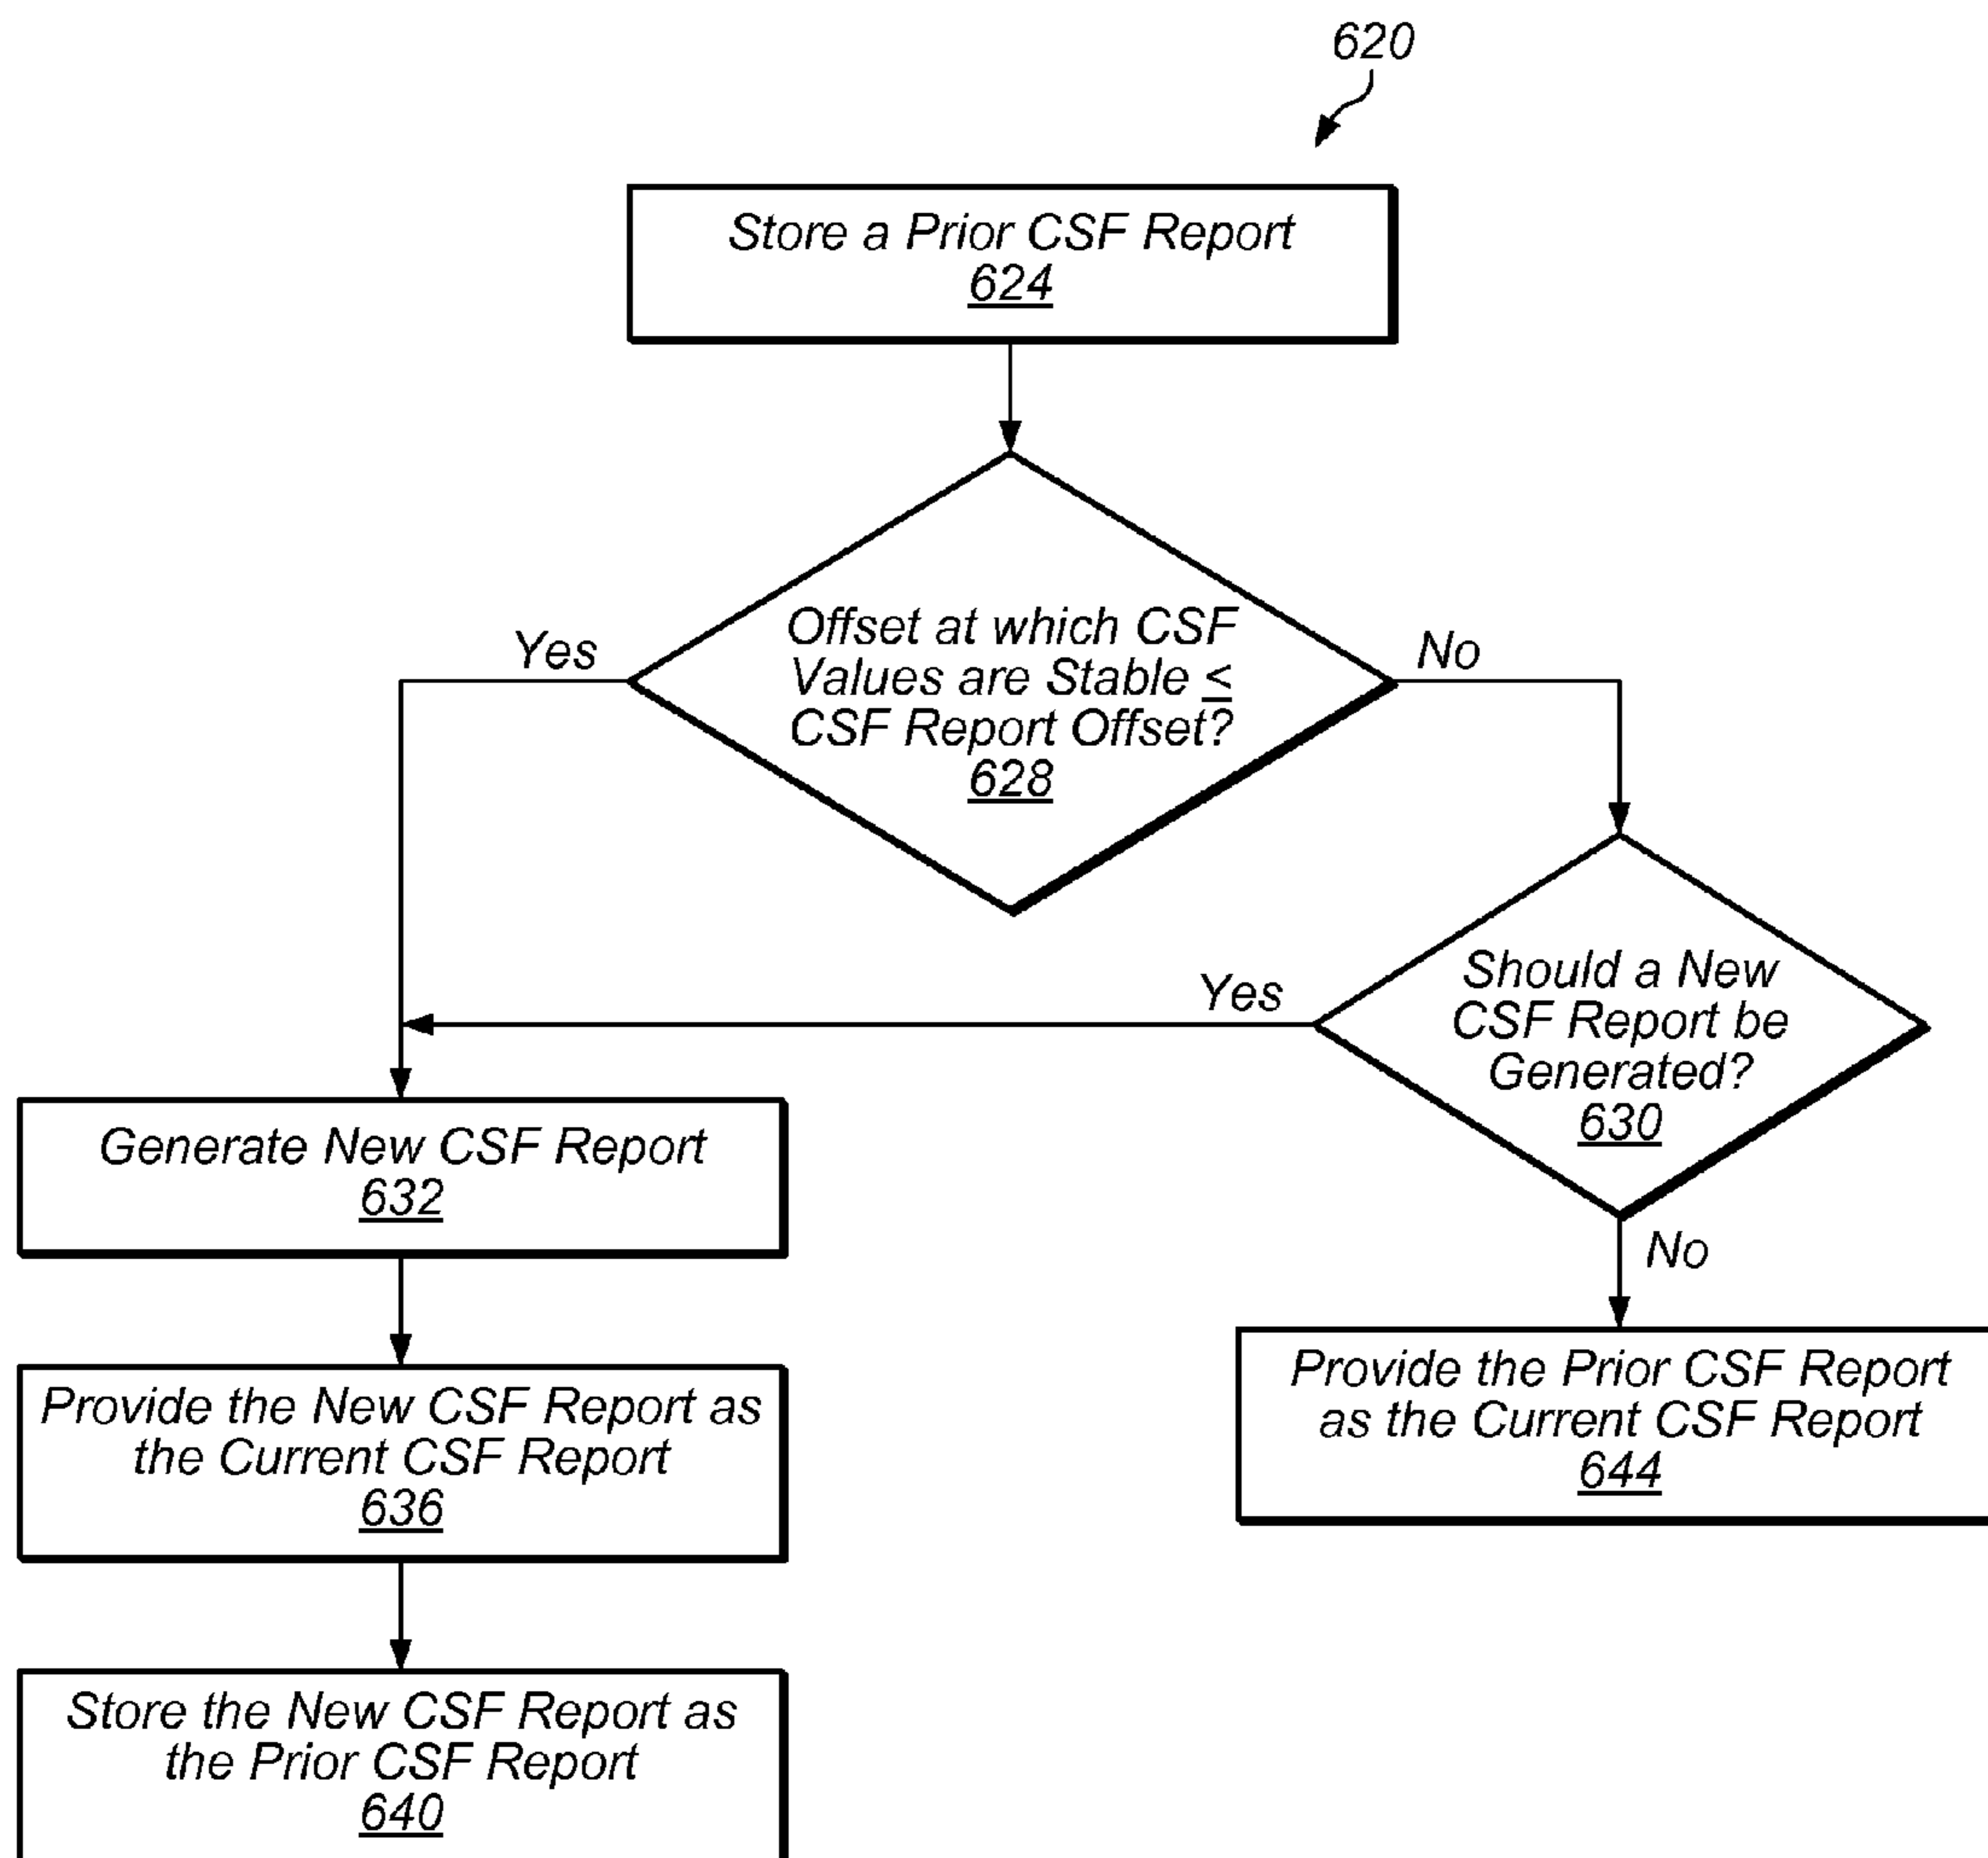 620
Store a Prior CSF Report
624
Offset at which CSF
Values are Stable ≤
CSF Report Offset?
628
Yes
No
Should a New
CSF Report be
Generated?
630
Yes
No
Generate New CSF Report
632
Provide the New CSF Report as
the Current CSF Report
636
Provide the Prior CSF Report
as the Current CSF Report
644
Store the New CSF Report as
the Prior CSF Report
640